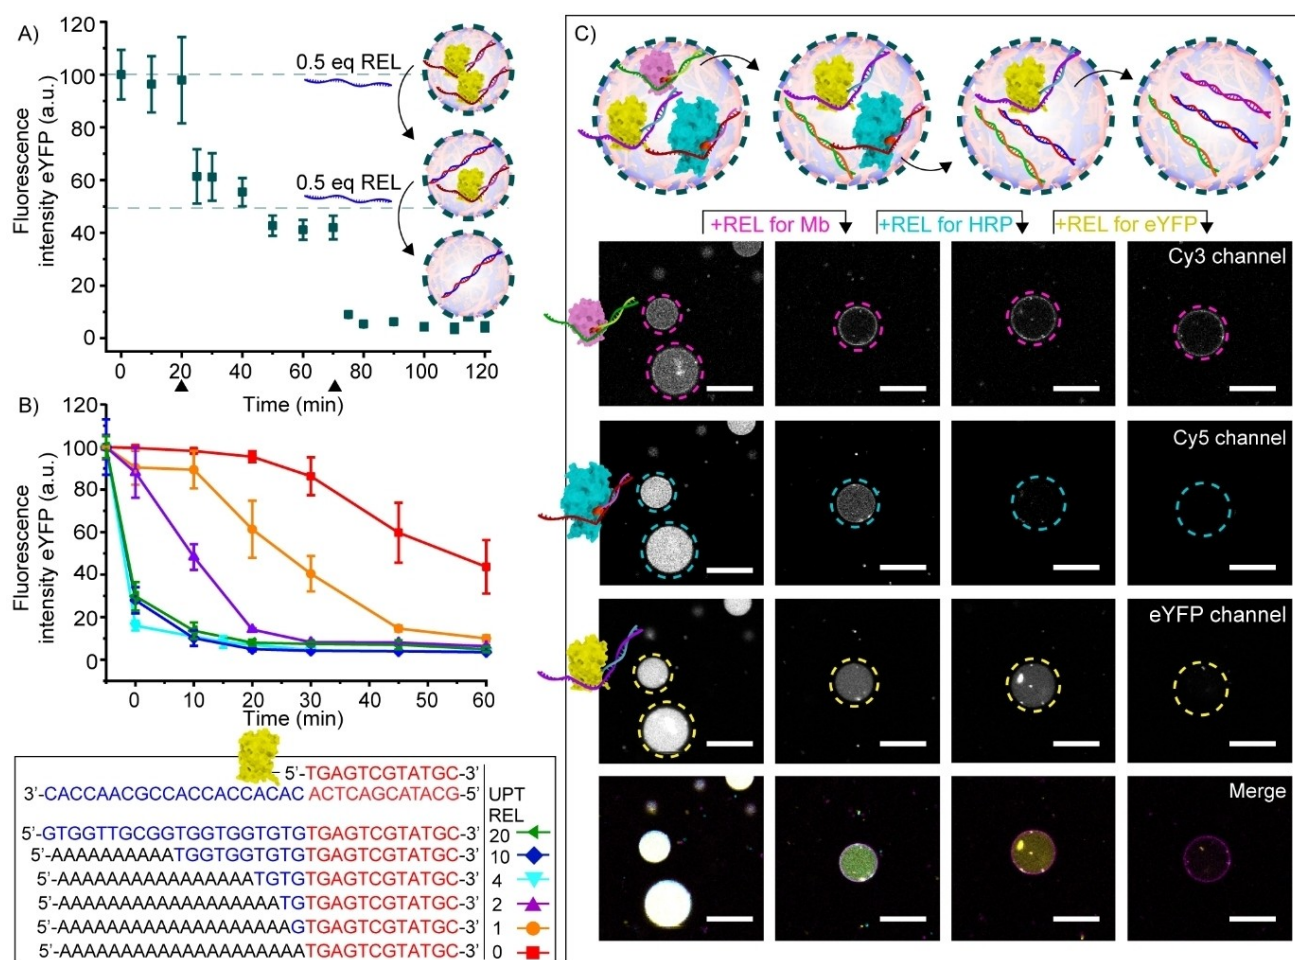 A)
Fluorescence
intensity eYFP (a.u.)
120
100
120
80
60
40
20
0
0.5 eq REL
0.5 eq REL
0 20 40 60 80 100 120
Time (min)
B)
Fluorescence
intensity eYFP (a.u.)
120
100
80
60
40
20
0
0 10 20 30 40 50 60
Time (min)
5'-TGAGTCGTATGC-3'
3'-CACCAACGCCACCACCACAC ACTCAGCATACG-5'
UPT
REL
5'-GTGGTTGCGGTGGTGGTGTGTGAGTCGTATGC-3' 20
5'-AAAAAAAAAATGGTGGTGTGTGAGTCGTATGC-3' 10
5'-AAAAAAAAAAAAAAAATGTGTGAGTCGTATGC-3' 4
5'-AAAAAAAAAAAAAAAAAATGTGAGTCGTATGC-3' 2
5'-AAAAAAAAAAAAAAAAAAAGTGAGTCGTATGC-3' 1
5'-AAAAAAAAAAAAAAAAAAAATGAGTCGTATGC-3' 0
C)
+REL for Mb
+REL for HRP
+REL for eYFP
Cy3 channel
Cy5 channel
eYFP channel
Merge